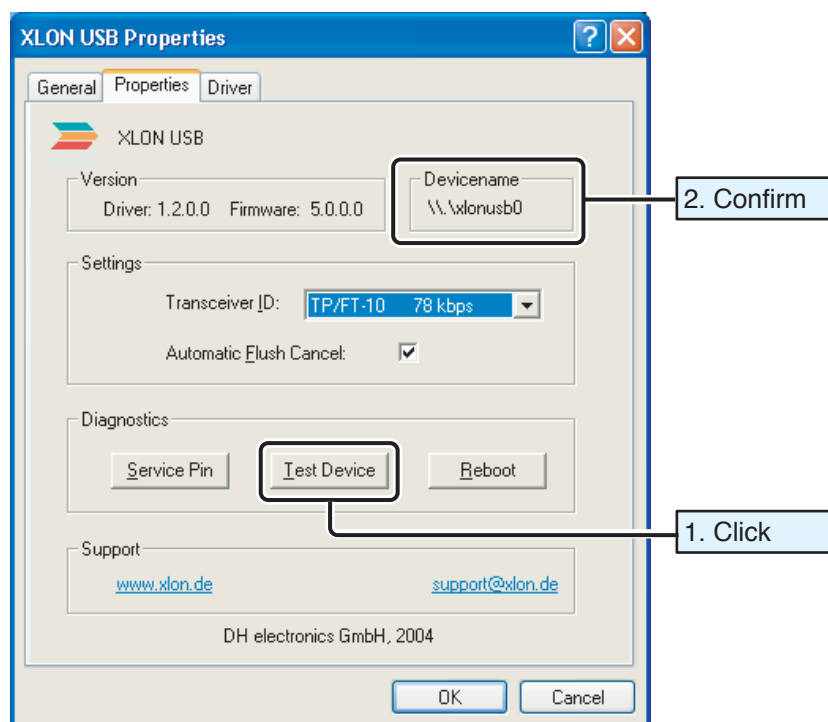 XLON USB Properties
General Properties Driver
XLON USB
Version
Driver: 1.2.0.0 Firmware: 5.0.0.0
Devicename
\\.\xlonusb0
2. Confirm
Settings
Transceiver ID: TP/FT-10 78 kbps
Automatic Flush Cancel:
Diagnostics
Service Pin Test Device Reboot
1. Click
Support
www.xlon.de support@xlon.de
DH electronics GmbH, 2004
OK Cancel